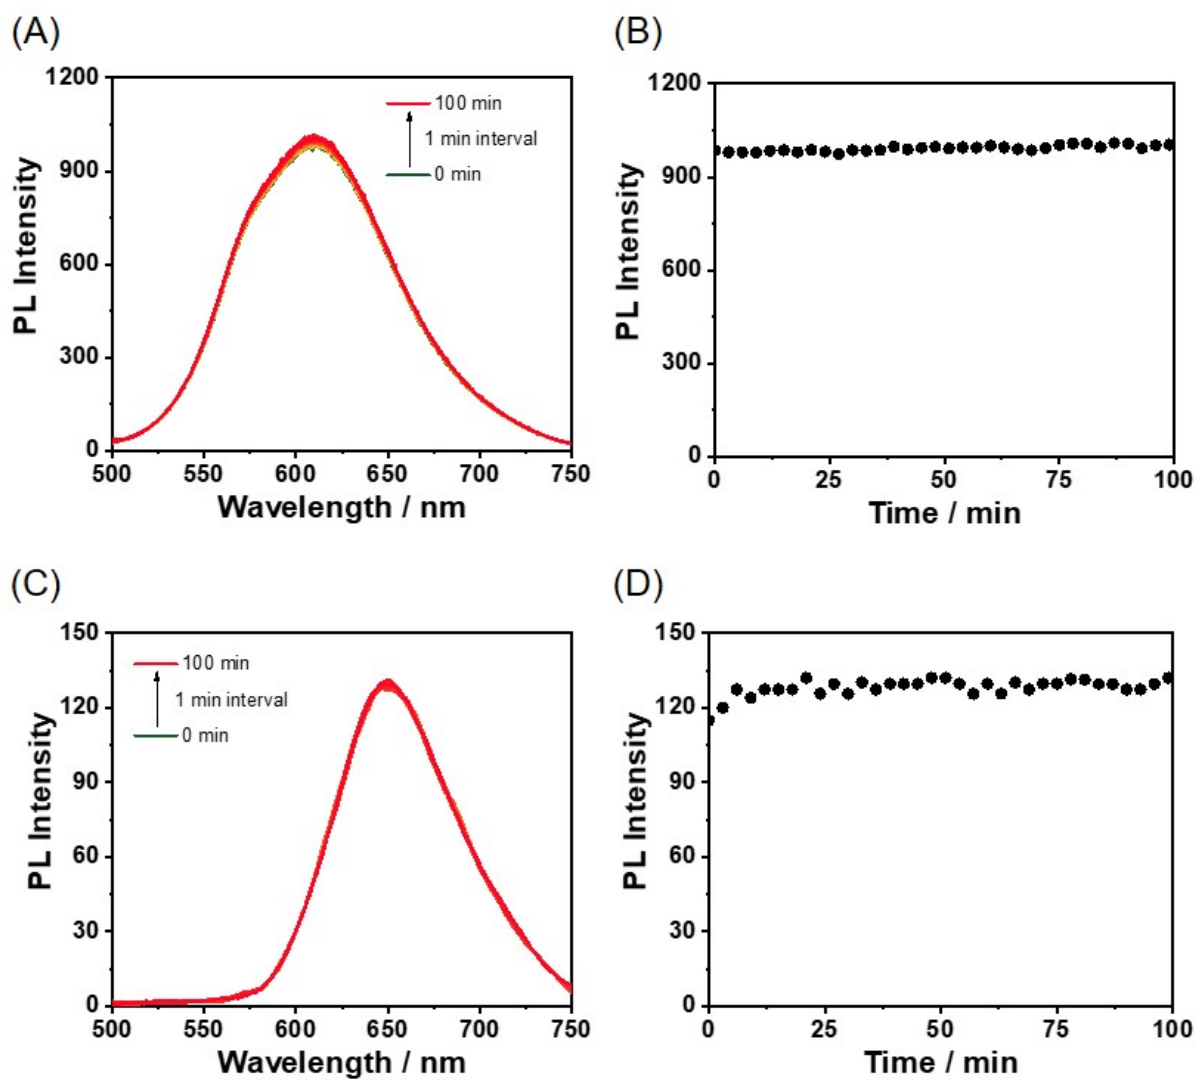 (A)
1200
900
600
300
0
PL Intensity
100 min
1 min interval
0 min
500 550 600 650 700 750
Wavelength / nm
(B)
1200
900
600
300
0
PL Intensity
0 25 50 75 100
Time / min
(C)
150
120
90
60
30
0
PL Intensity
100 min
1 min interval
0 min
500 550 600 650 700 750
Wavelength / nm
(D)
150
120
90
60
30
0
PL Intensity
0 25 50 75 100
Time / min